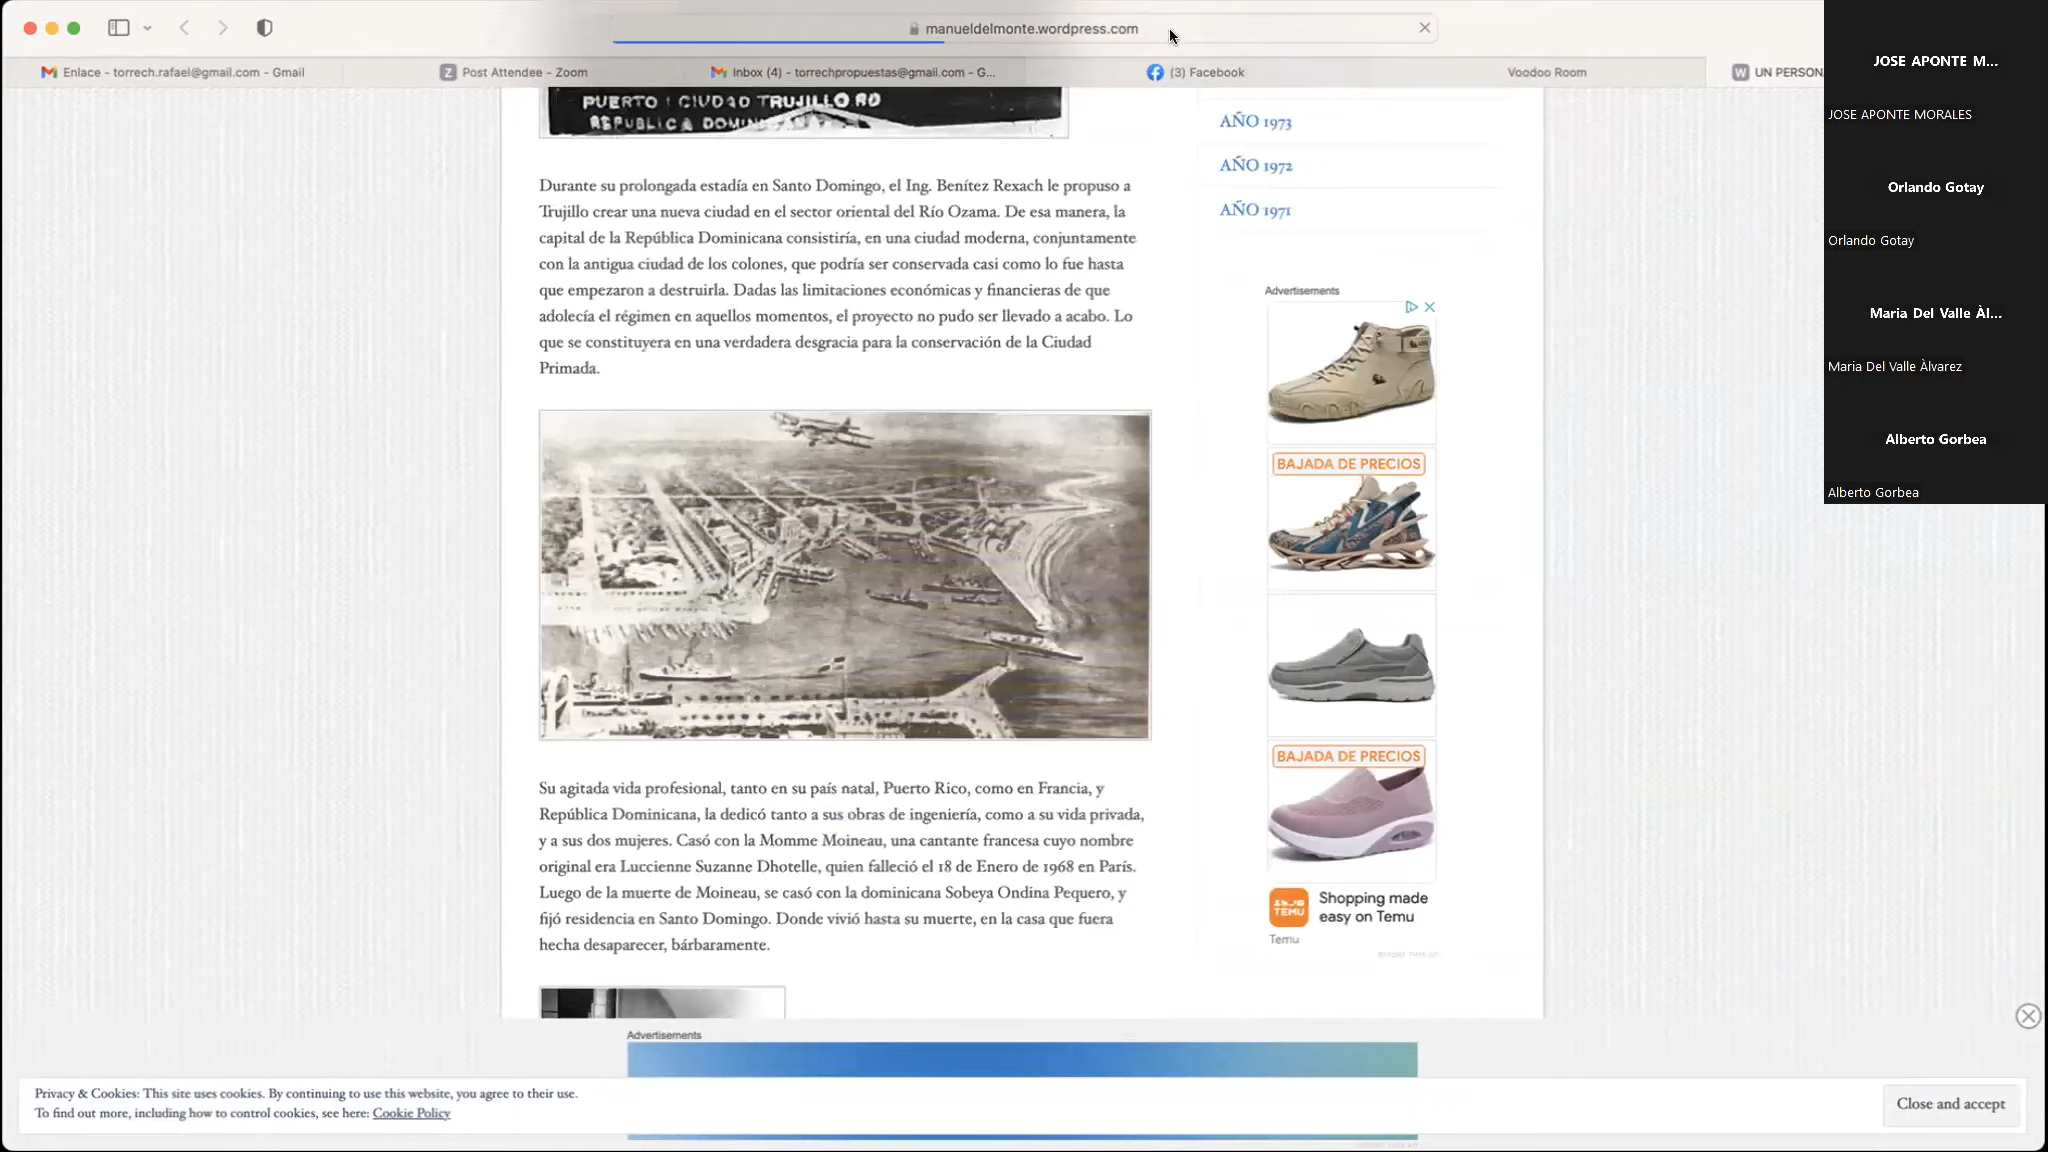 manueldelmonte.wordpress.com
Enlace - torrech.rafael@gmail.com - Gmail
Post Attendee - Zoom
Inbox (4) - torrechpropuestas@gmail.com - G...
(3) Facebook
Voodoo Room
UN PERSON
PUERTO
CIUDAD TRUJILLO RD
REPUBLICA
Durante su prolongada estadía en Santo Domingo, el Ing. Benítez Rexach le propuso a
Trujillo crear una nueva ciudad en el sector oriental del Río Ozama. De esa manera, la
capital de la República Dominicana consistiría, en una ciudad moderna, conjuntamente
con la antigua ciudad de los colones, que podría ser conservada casi como lo fue hasta
que empezaron a destruirla. Dadas las limitaciones económicas y financieras de que
adolecía el régimen en aquellos momentos, el proyecto no pudo ser llevado a acabo. Lo
que se constituyera en una verdadera desgracia para la conservación de la Ciudad
Primada.
Su agitada vida profesional, tanto en su país natal, Puerto Rico, como en Francia, y
República Dominicana, la dedicó tanto a sus obras de ingeniería, como a su vida privada,
y a sus dos mujeres. Casó con la Momme Moineau, una cantante francesa cuyo nombre
original era Luccienne Suzanne Dhotelle, quien falleció el 18 de Enero de 1968 en París.
Luego de la muerte de Moineau, se casó con la dominicana Sobeya Ondina Pequero, y
fijó residencia en Santo Domingo. Donde vivió hasta su muerte, en la casa que fuera
hecha desaparecer, bárbaramente.
AÑO 1973
AÑO 1972
AÑO 1971
Advertisements
BAJADA DE PRECIOS
BAJADA DE PRECIOS
TEMU
Shopping made
easy on Temu
Temu
Advertisements
Privacy & Cookies: This site uses cookies. By continuing to use this website, you agree to their use.
To find out more, including how to control cookies, see here: Cookie Policy
Close and accept
JOSE APONTE M...
JOSE APONTE MORALES
Orlando Gotay
Orlando Gotay
Maria Del Valle Àl...
Maria Del Valle Àlvarez
Alberto Gorbea
Alberto Gorbea